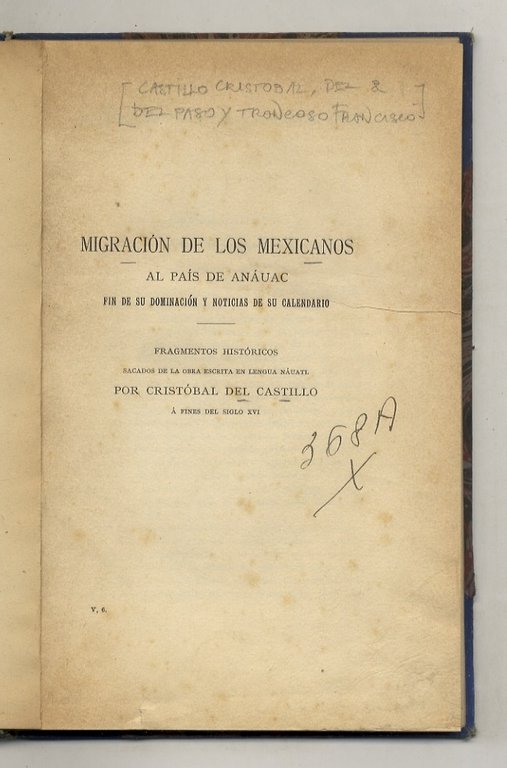 [CASTILLO CRISTOBAL, DEL &
DEL PASO Y TRONCOSO FRANCISCO]
MIGRACIÓN DE LOS MEXICANOS
AL PAÍS DE ANÁUAC
FIN DE SU DOMINACIÓN Y NOTICIAS DE SU CALENDARIO
FRAGMENTOS HISTÓRICOS
SACADOS DE LA OBRA ESCRITA EN LENGUA NÁUATL
POR CRISTÓBAL DEL CASTILLO
Á FINES DEL SIGLO XVI
368A
X
V, 6.